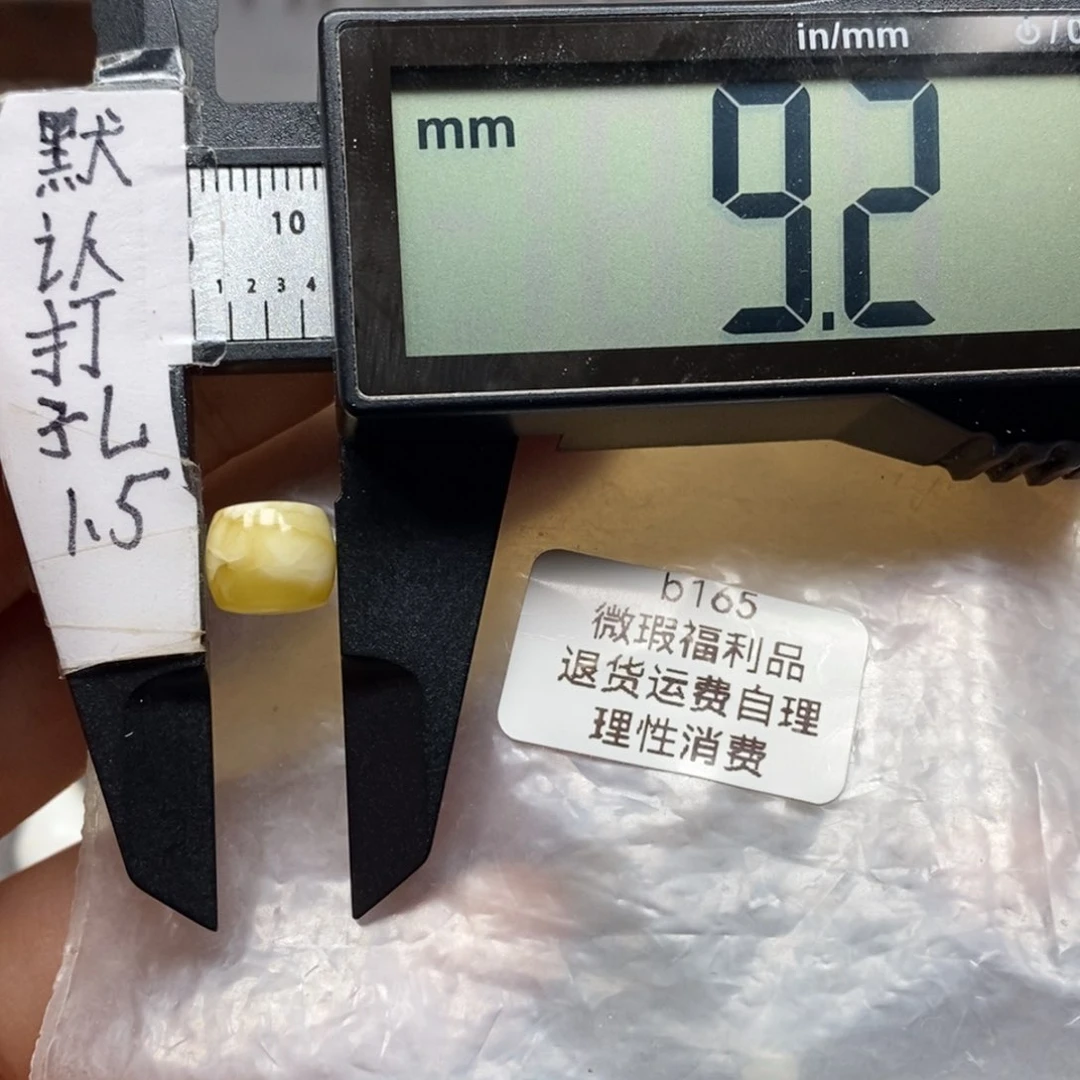 in/mm
mm
9.2
10
1 2 3 4
默
认
打
孔
1.5
b165
微瑕福利品
退货运费自理
理性消费